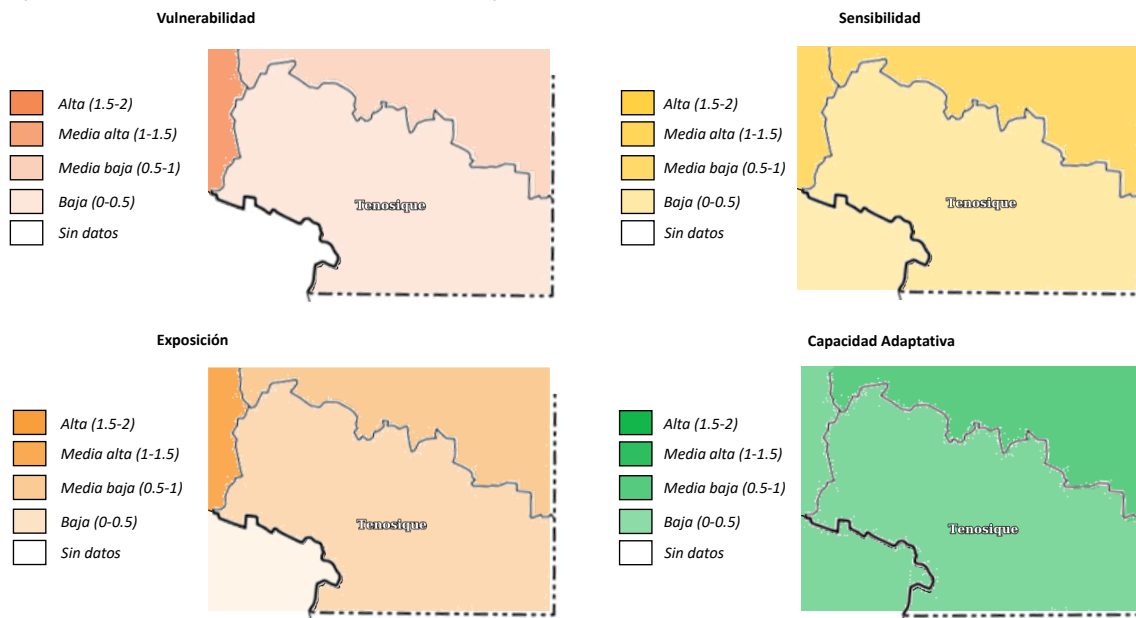 Vulnerabilidad
Alta (1.5-2)
Media alta (1-1.5)
Media baja (0.5-1)
Baja (0-0.5)
Sin datos
Tenosique
Sensibilidad
Alta (1.5-2)
Media alta (1-1.5)
Media baja (0.5-1)
Baja (0-0.5)
Sin datos
Tenosique
Exposición
Alta (1.5-2)
Media alta (1-1.5)
Media baja (0.5-1)
Baja (0-0.5)
Sin datos
Tenosique
Capacidad Adaptativa
Alta (1.5-2)
Media alta (1-1.5)
Media baja (0.5-1)
Baja (0-0.5)
Sin datos
Tenosique